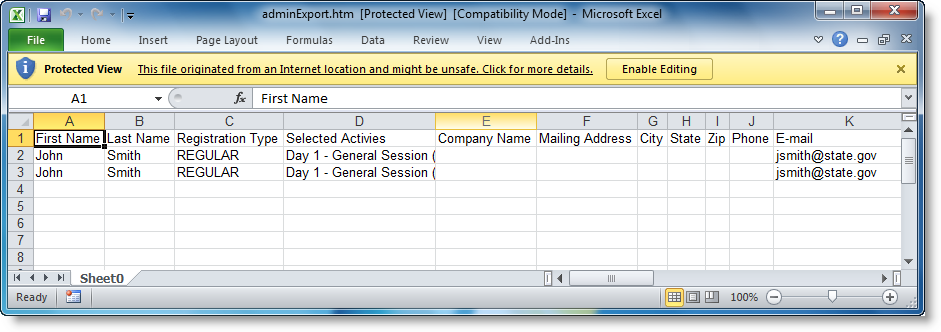 adminExport.htm [Protected View] [Compatibility Mode] - Microsoft Excel
File Home Insert Page Layout Formulas Data Review View Add-Ins
Protected View This file originated from an Internet location and might be unsafe. Click for more details. Enable Editing
A1 fx First Name
A B C D E F G H I J K
1 First Name Last Name Registration Type Selected Activies Company Name Mailing Address City State Zip Phone E-mail
2 John Smith REGULAR Day 1 - General Session ( jsmith@state.gov
3 John Smith REGULAR Day 1 - General Session ( jsmith@state.gov
4
5
6
7
8
9
Sheet0
Ready 100%